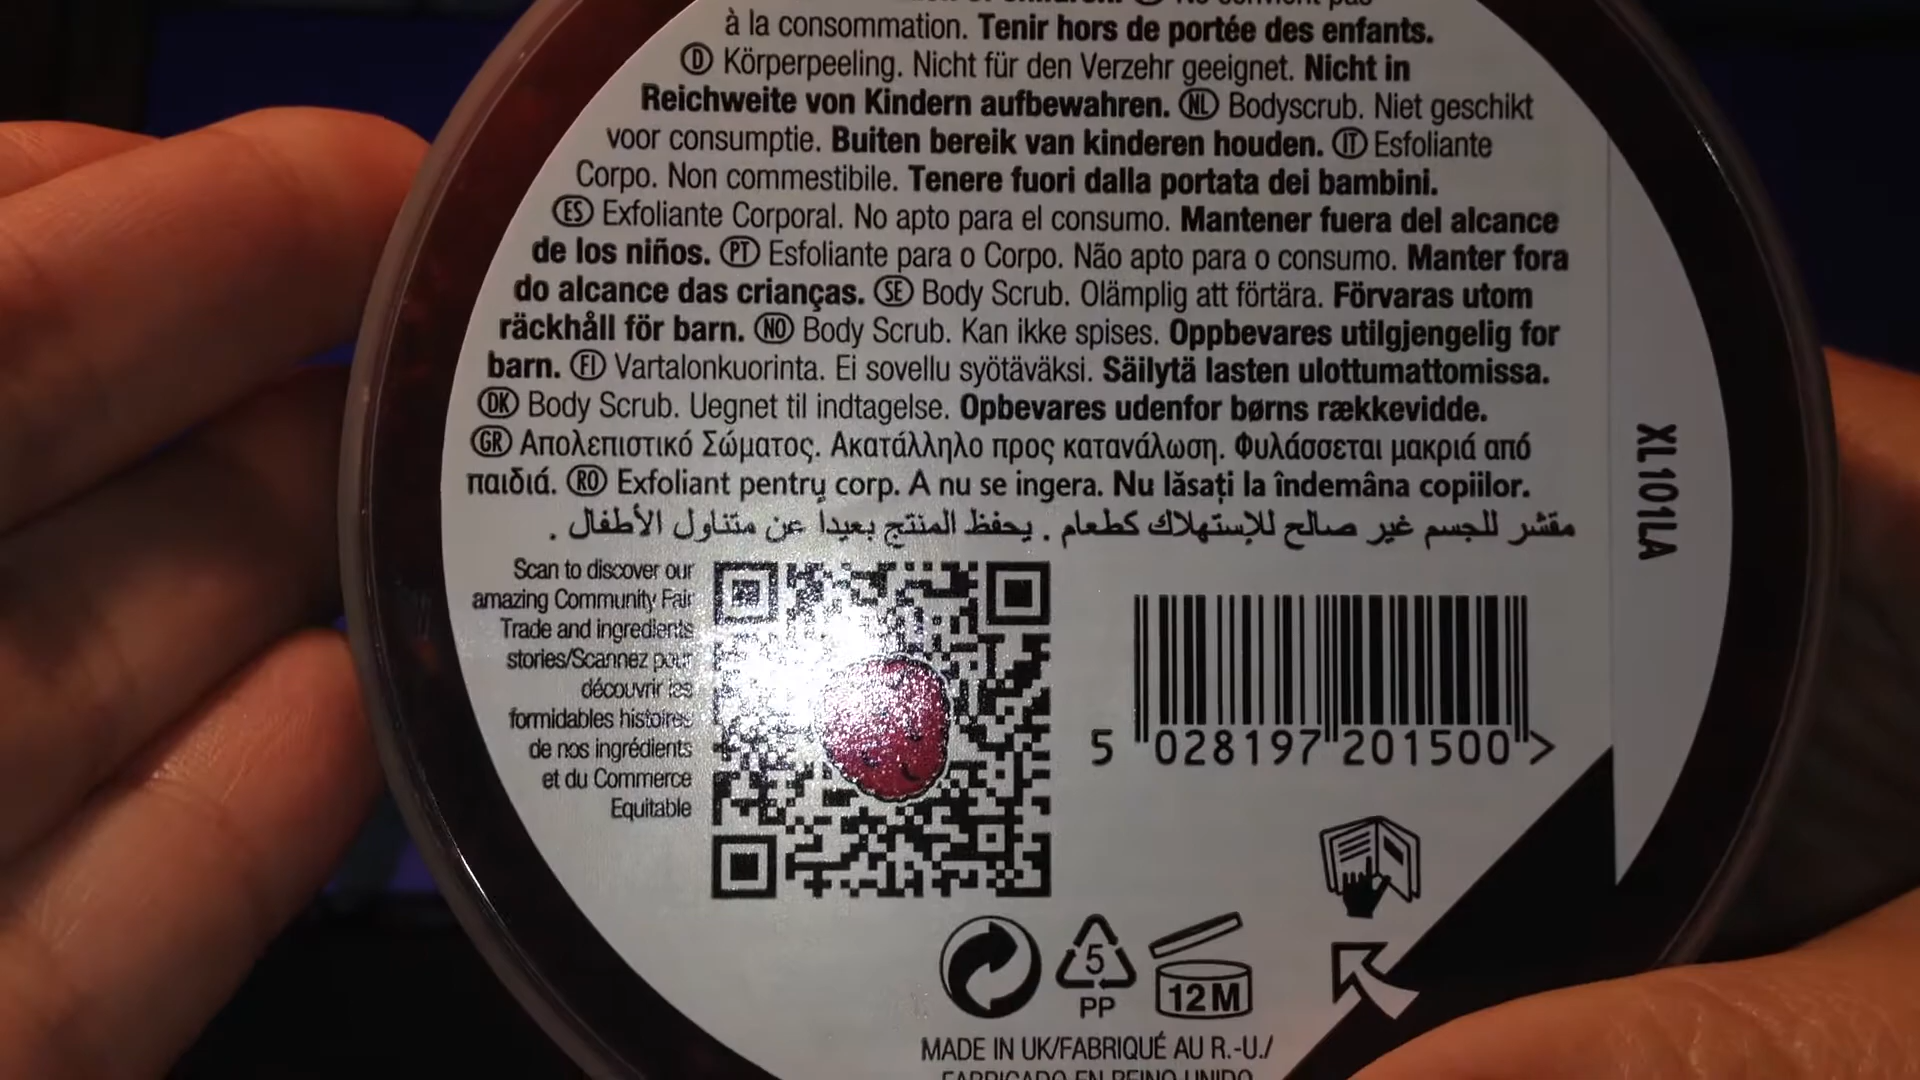 à la consommation. Tenir hors de portée des enfants.
Ⓓ Körperpeeling. Nicht für den Verzehr geeignet. Nicht in
Reichweite von Kindern aufbewahren. NL Bodyscrub. Niet geschikt
voor consumptie. Buiten bereik van kinderen houden. IT Esfoliante
Corpo. Non commestibile. Tenere fuori dalla portata dei bambini.
ES Exfoliante Corporal. No apto para el consumo. Mantener fuera del alcance
de los niños. PT Esfoliante para o Corpo. Não apto para o consumo. Manter fora
do alcance das crianças. SE Body Scrub. Olämplig att förtära. Förvaras utom
räckhåll för barn. NO Body Scrub. Kan ikke spises. Oppbevares utilgjengelig for
barn. FI Vartalonkuorinta. Ei sovellu syötäväksi. Säilytä lasten ulottumattomissa.
DK Body Scrub. Uegnet til indtagelse. Opbevares udenfor børns rækkevidde.
GR Απολεπιστικό Σώματος. Ακατάλληλο προς κατανάλωση. Φυλάσσεται μακριά από
παιδιά. RO Exfoliant pentru corp. A nu se ingera. Nu lăsați la îndemâna copiilor.
مقشر للجسم غير صالح للإستهلاك كطعام . يحفظ المنتج بعيداً عن متناول الأطفال .
XL101LA
Scan to discover our
amazing Community Fair
Trade and ingredients
stories/Scannez pour
découvrir les
formidables histoires
de nos ingrédients
et du Commerce
Equitable
5 028197 201500 >
5
PP
12M
MADE IN UK/FABRIQUÉ AU R.-U./
FABRICADO EN REINO UNIDO